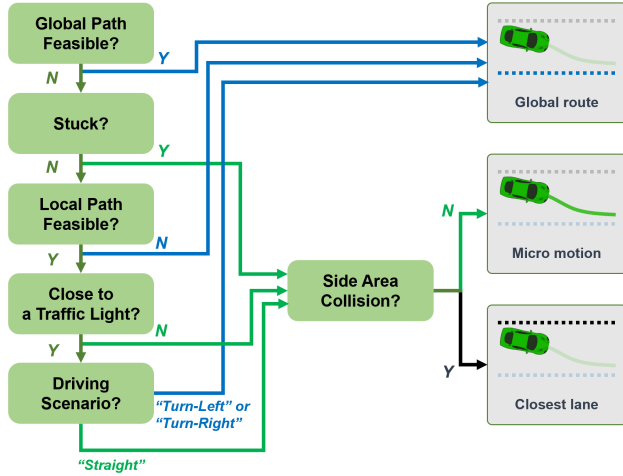 Global Path
Feasible?
Y
N
Stuck?
Y
N
Local Path
Feasible?
N
Y
Close to
a Traffic Light?
N
Y
Driving
Scenario?
“Turn-Left” or
“Turn-Right”
“Straight”
Side Area
Collision?
N
Y
Global route
Micro motion
Closest lane